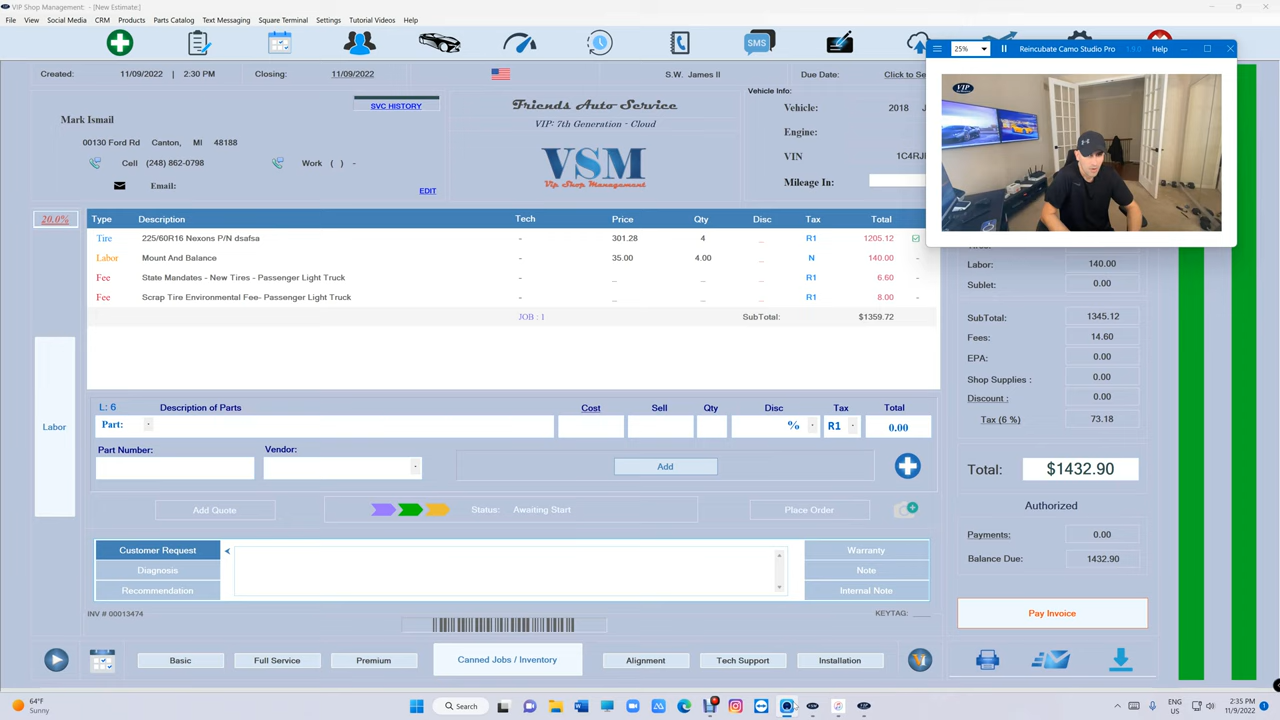 VIP Shop Management: - [New Estimate:]
File View Social Media CRM Products Parts Catalog Text Messaging Square Terminal Settings Tutorial Videos Help
SMS
25% Reincubate Camo Studio Pro 1.9.0 Help
VIP
Created: 11/09/2022 | 2:30 PM Closing: 11/09/2022 S.W. James II Due Date: Click to Se
SVC HISTORY
Mark Ismail
00130 Ford Rd Canton, MI 48188
Cell (248) 862-0798 Work ( ) -
Email:
EDIT
Friends Auto Service
VIP: 7th Generation - Cloud
VSM
Vip Shop Management
Vehicle Info:
Vehicle: 2018 J
Engine:
VIN 1C4RJ
Mileage In:
20.0%
Type Description Tech Price Qty Disc Tax Total
Tire 225/60R16 Nexons P/N dsafsa - 301.28 4 _ R1 1205.12
Labor Mount And Balance - 35.00 4.00 _ N 140.00 -
Fee State Mandates - New Tires - Passenger Light Truck - _ _ _ R1 6.60 -
Fee Scrap Tire Environmental Fee- Passenger Light Truck - _ _ _ R1 8.00 -
JOB : 1 SubTotal: $1359.72
Labor: 140.00
Sublet: 0.00
SubTotal: 1345.12
Fees: 14.60
EPA: 0.00
Shop Supplies : 0.00
Discount : 0.00
Tax (6 %) 73.18
Total: $1432.90
Authorized
Payments: 0.00
Balance Due: 1432.90
Pay Invoice
Labor
L: 6 Description of Parts Cost Sell Qty Disc Tax Total
Part: % R1 0.00
Part Number: Vendor:
Add
Add Quote Status: Awaiting Start Place Order
Customer Request
Diagnosis
Recommendation
Warranty
Note
Internal Note
INV # 00013474 KEYTAG: ___
Basic Full Service Premium Canned Jobs / Inventory Alignment Tech Support Installation
64°F
Sunny
Search
ENG
US
2:35 PM
11/9/2022